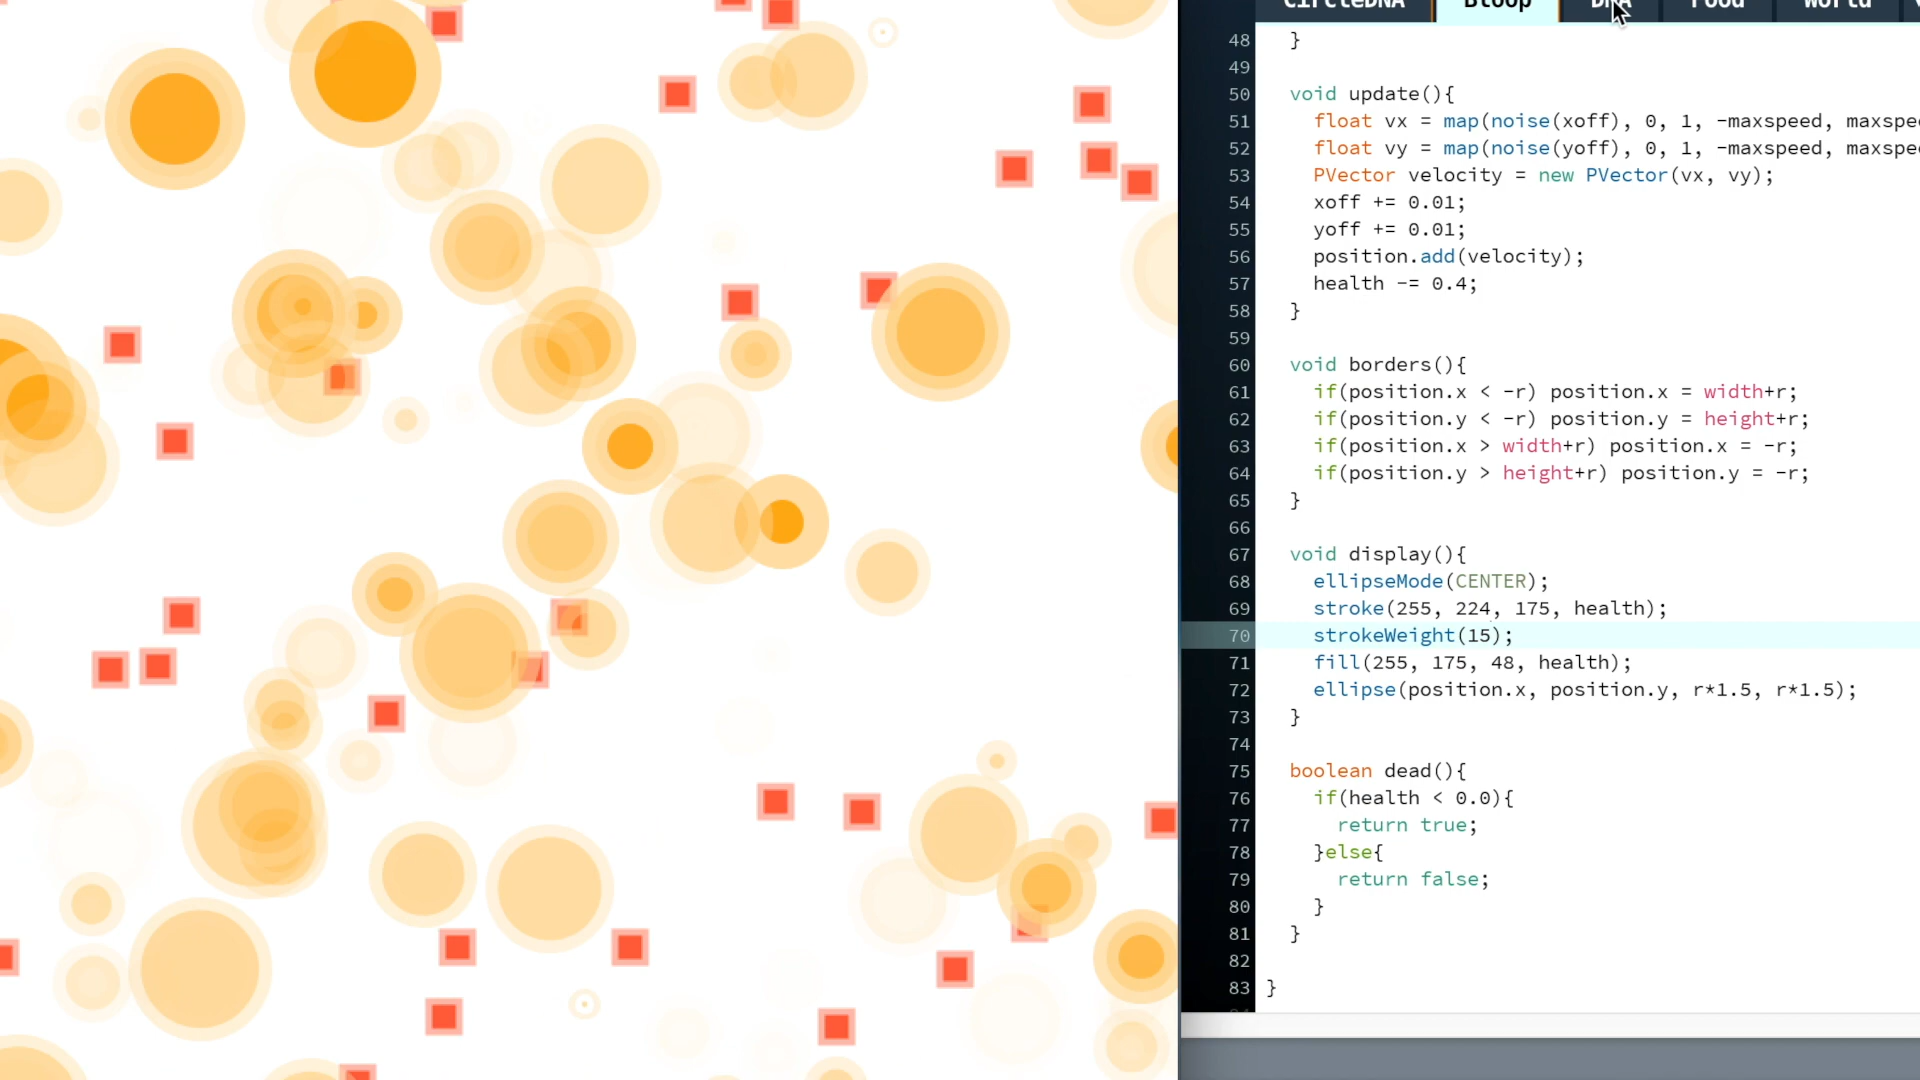 CircleDNA Bloop DNA Food World
48 }
49
50 void update(){
51 float vx = map(noise(xoff), 0, 1, -maxspeed, maxspe
52 float vy = map(noise(yoff), 0, 1, -maxspeed, maxspe
53 PVector velocity = new PVector(vx, vy);
54 xoff += 0.01;
55 yoff += 0.01;
56 position.add(velocity);
57 health -= 0.4;
58 }
59
60 void borders(){
61 if(position.x < -r) position.x = width+r;
62 if(position.y < -r) position.y = height+r;
63 if(position.x > width+r) position.x = -r;
64 if(position.y > height+r) position.y = -r;
65 }
66
67 void display(){
68 ellipseMode(CENTER);
69 stroke(255, 224, 175, health);
70 strokeWeight(15);
71 fill(255, 175, 48, health);
72 ellipse(position.x, position.y, r*1.5, r*1.5);
73 }
74
75 boolean dead(){
76 if(health < 0.0){
77 return true;
78 }else{
79 return false;
80 }
81 }
82
83 }